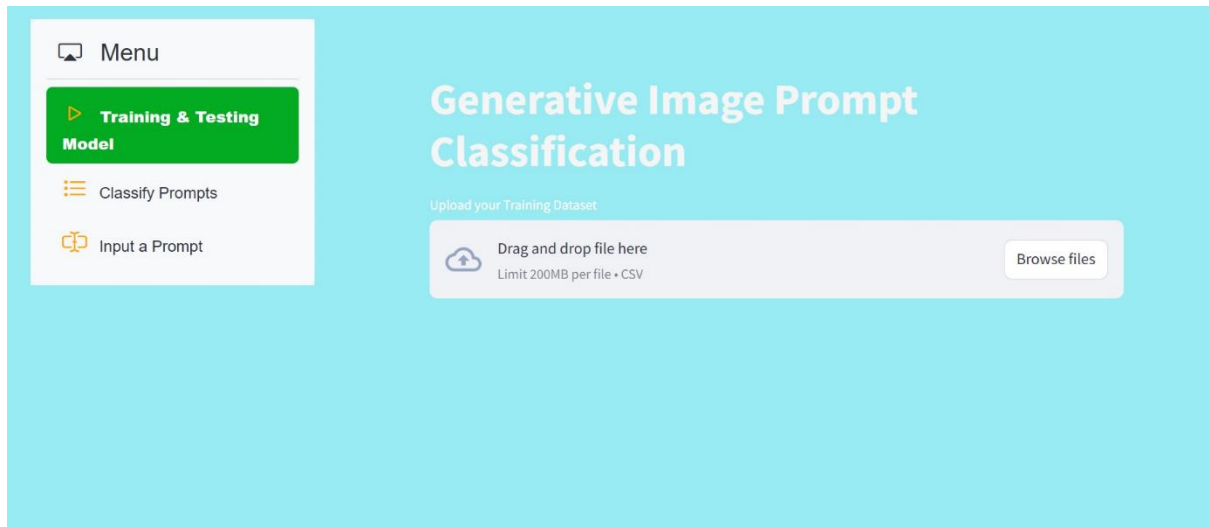 Menu
Training & Testing
Model
Classify Prompts
Input a Prompt
Generative Image Prompt
Classification
Upload your Training Dataset
Drag and drop file here
Limit 200MB per file • CSV
Browse files